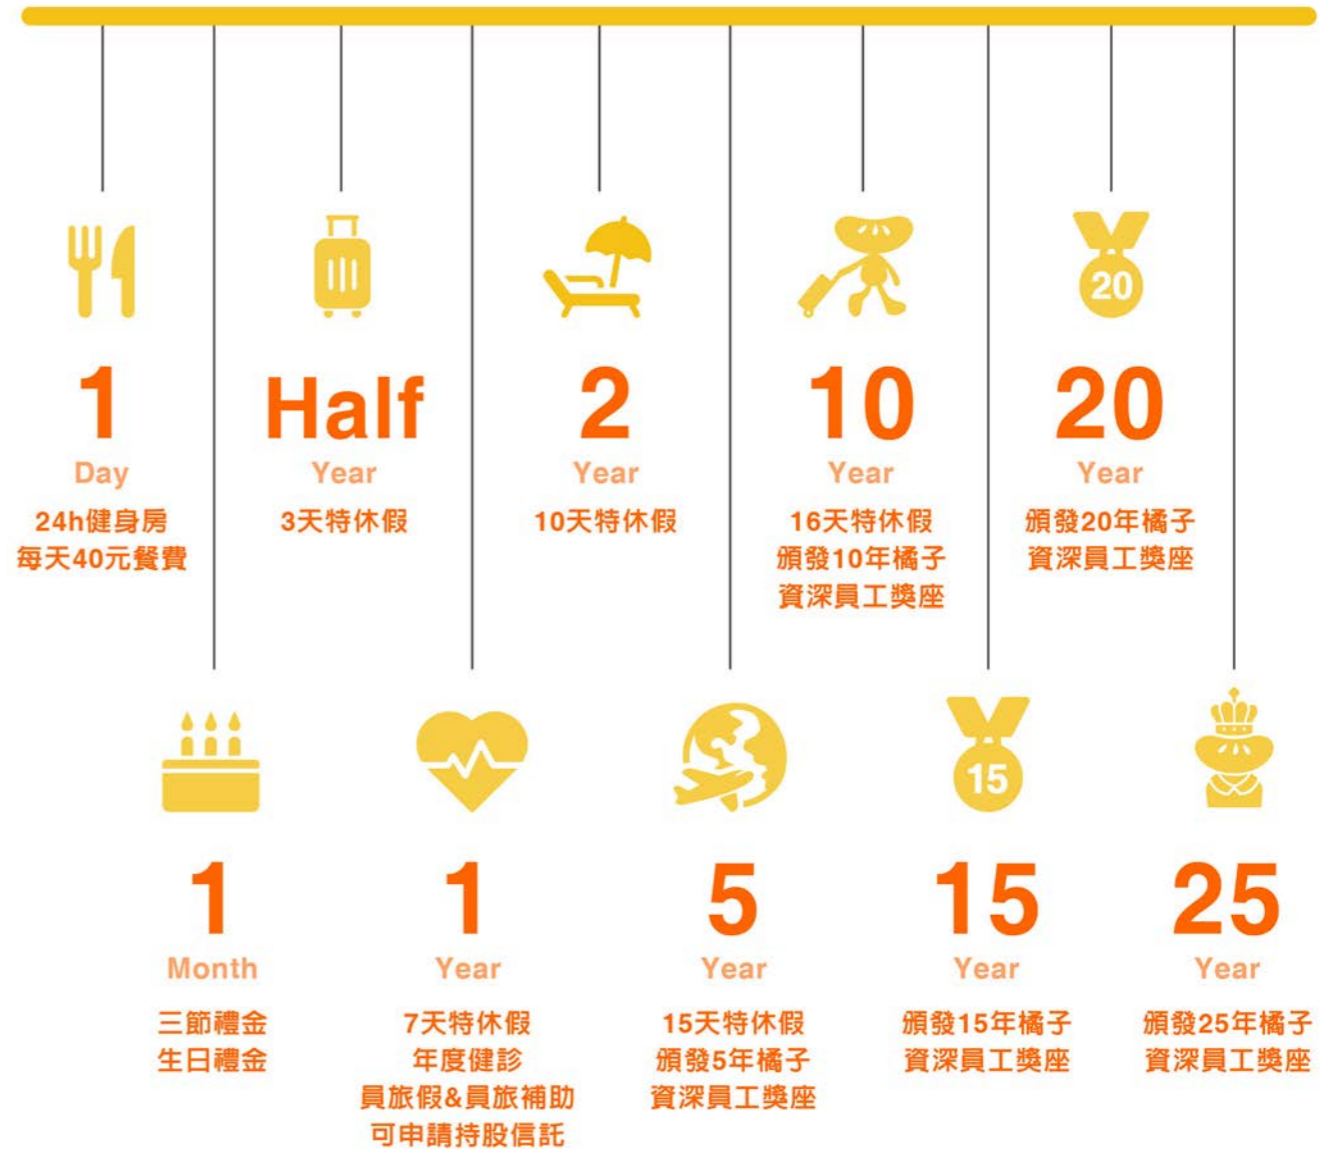 1
Day
24h健身房
每天40元餐費
Half
Year
3天特休假
2
Year
10天特休假
10
Year
16天特休假
頒發10年橘子
資深員工獎座
20
20
Year
頒發20年橘子
資深員工獎座
1
Month
三節禮金
生日禮金
1
Year
7天特休假
年度健診
員旅假&員旅補助
可申請持股信託
5
Year
15天特休假
頒發5年橘子
資深員工獎座
15
15
Year
頒發15年橘子
資深員工獎座
25
Year
頒發25年橘子
資深員工獎座